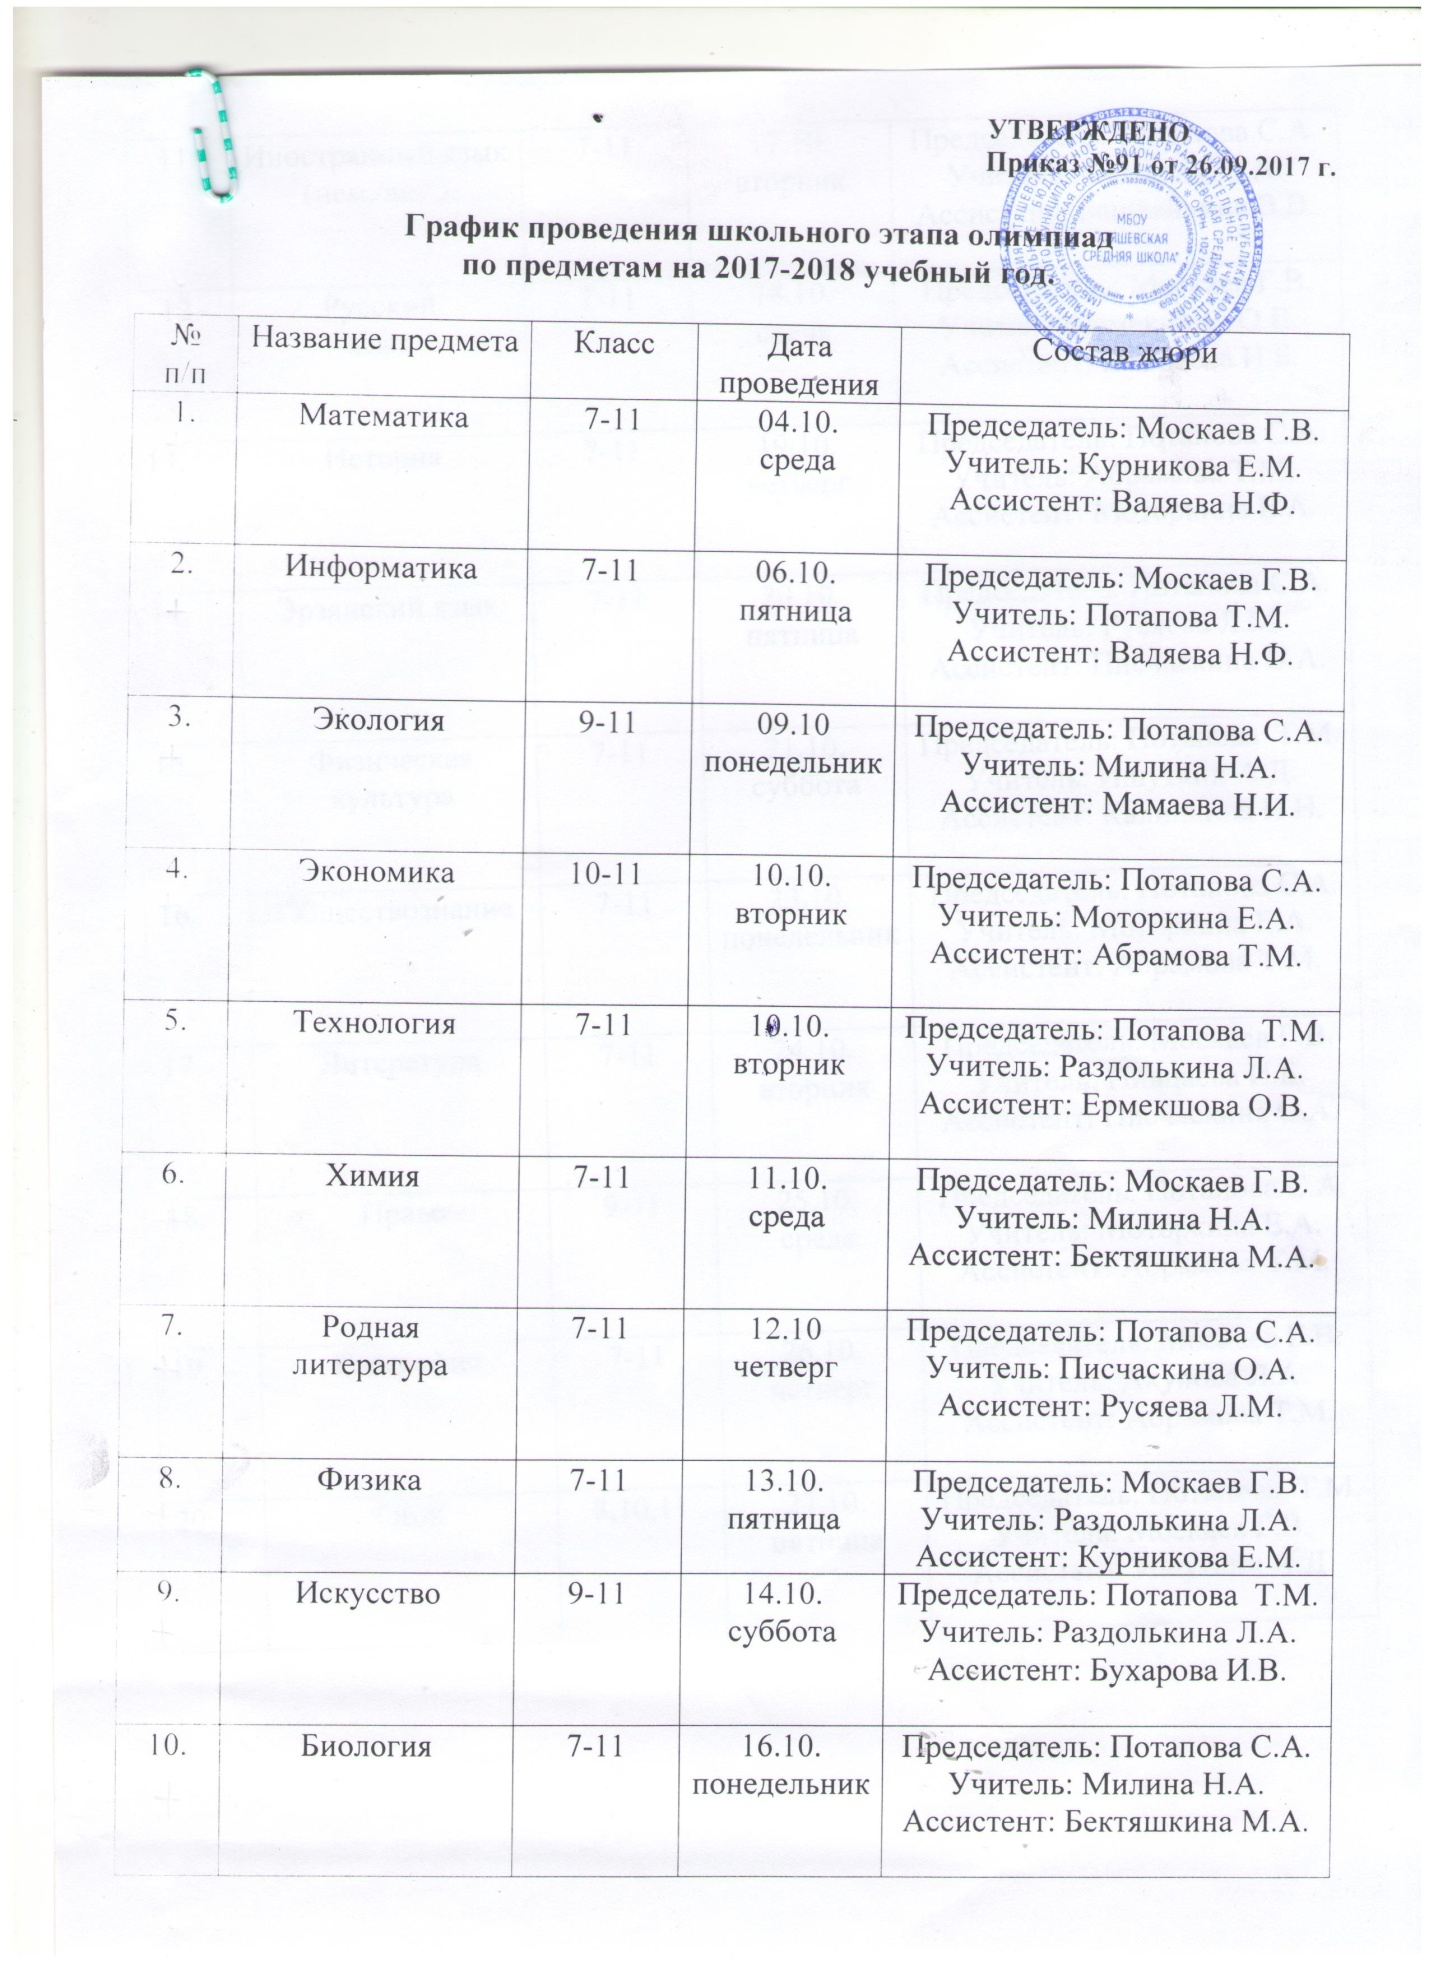 УТВЕРЖДЕНО
Приказ №91 от 26.09.2017 г.
МБОУ
СРЕДНЯЯ ШКОЛА"
График проведения школьного этапа олимпиад
по предметам на 2017-2018 учебный год.
№ п/п Название предмета Класс Дата проведения Состав жюри
1. Математика 7-11 04.10. Председатель: Москаев Г.В.
среда Учитель: Курникова Е.М.
Ассистент: Вадяева Н.Ф.
2. Информатика 7-11 06.10. Председатель: Москаев Г.В.
пятница Учитель: Потапова Т.М.
Ассистент: Вадяева Н.Ф.
3. Экология 9-11 09.10 Председатель: Потапова С.А.
понедельник Учитель: Милина Н.А.
Ассистент: Мамаева Н.И.
4. Экономика 10-11 10.10. Председатель: Потапова С.А.
вторник Учитель: Моторкина Е.А.
Ассистент: Абрамова Т.М.
5. Технология 7-11 10.10. Председатель: Потапова Т.М.
вторник Учитель: Раздолькина Л.А.
Ассистент: Ермекшова О.В.
6. Химия 7-11 11.10. Председатель: Москаев Г.В.
среда Учитель: Милина Н.А.
Ассистент: Бектяшкина М.А.
7. Родная 7-11 12.10 Председатель: Потапова С.А.
литература четверг Учитель: Писчаскина О.А.
Ассистент: Русяева Л.М.
8. Физика 7-11 13.10. Председатель: Москаев Г.В.
пятница Учитель: Раздолькина Л.А.
Ассистент: Курникова Е.М.
9. Искусство 9-11 14.10. Председатель: Потапова Т.М.
суббота Учитель: Раздолькина Л.А.
Ассистент: Бухарова И.В.
10. Биология 7-11 16.10. Председатель: Потапова С.А.
понедельник Учитель: Милина Н.А.
Ассистент: Бектяшкина М.А.